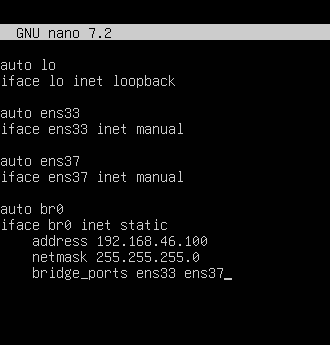 GNU nano 7.2
auto lo
iface lo inet loopback
auto ens33
iface ens33 inet manual
auto ens37
iface ens37 inet manual
auto br0
iface br0 inet static
address 192.168.46.100
netmask 255.255.255.0
bridge_ports ens33 ens37_